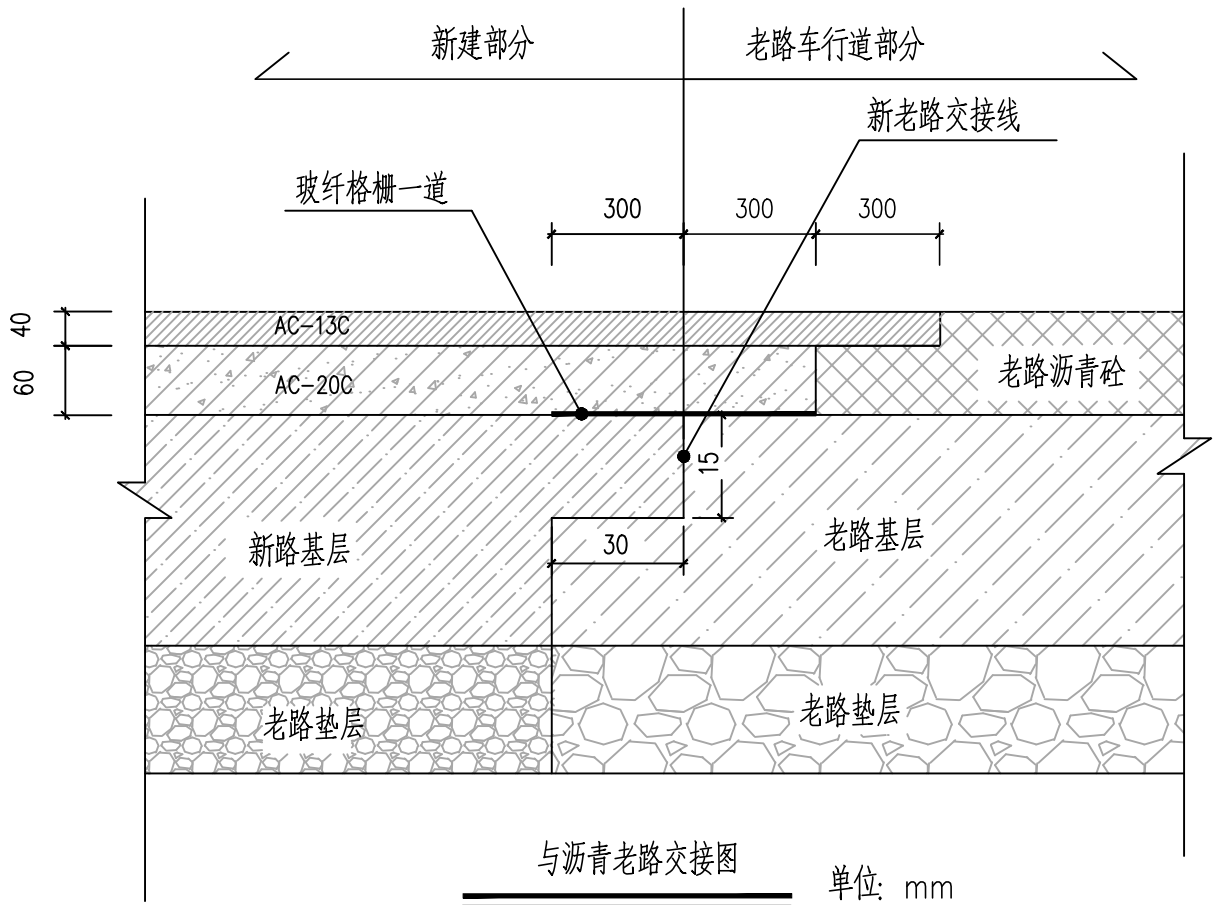 新建部分
老路车行道部分
新老路交接线
玻纤格栅一道
300
300
300
40
AC-13C
60
AC-20C
老路沥青砼
15
新路基层
30
老路基层
老路垫层
老路垫层
与沥青老路交接图
单位: mm